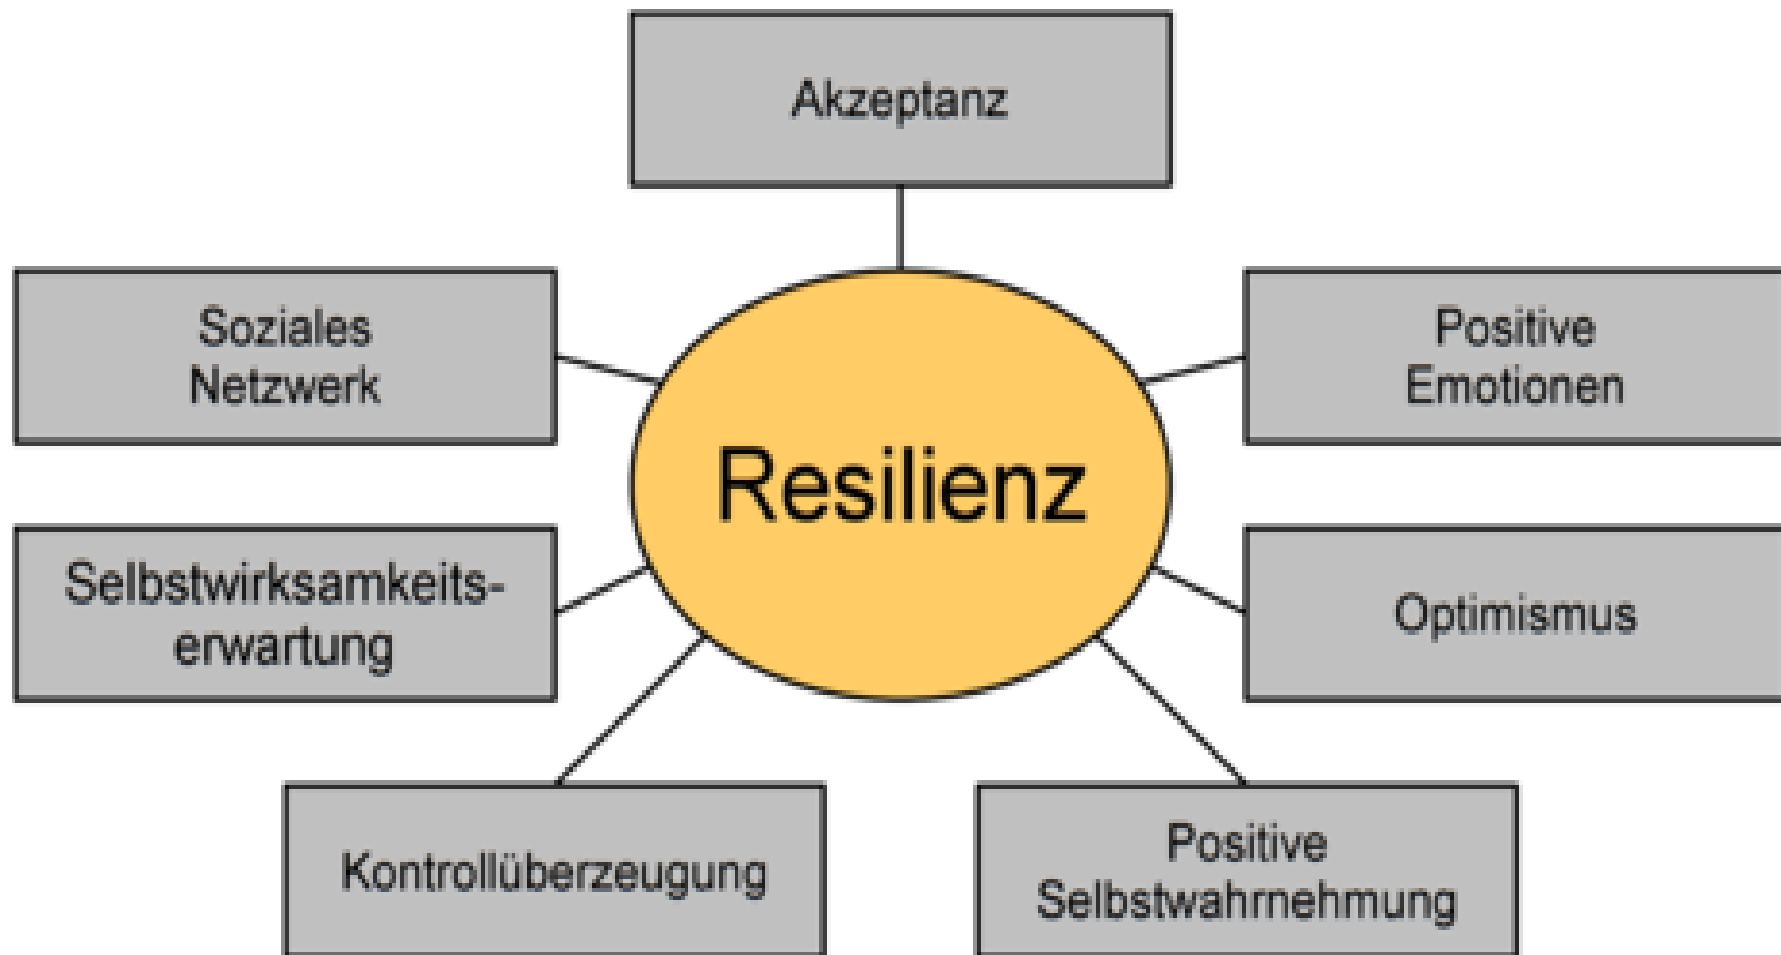 Akzeptanz
Soziales
Netzwerk
Positive
Emotionen
Resilienz
Selbstwirksamkeits-
erwartung
Optimismus
Kontrollüberzeugung
Positive
Selbstwahrnehmung